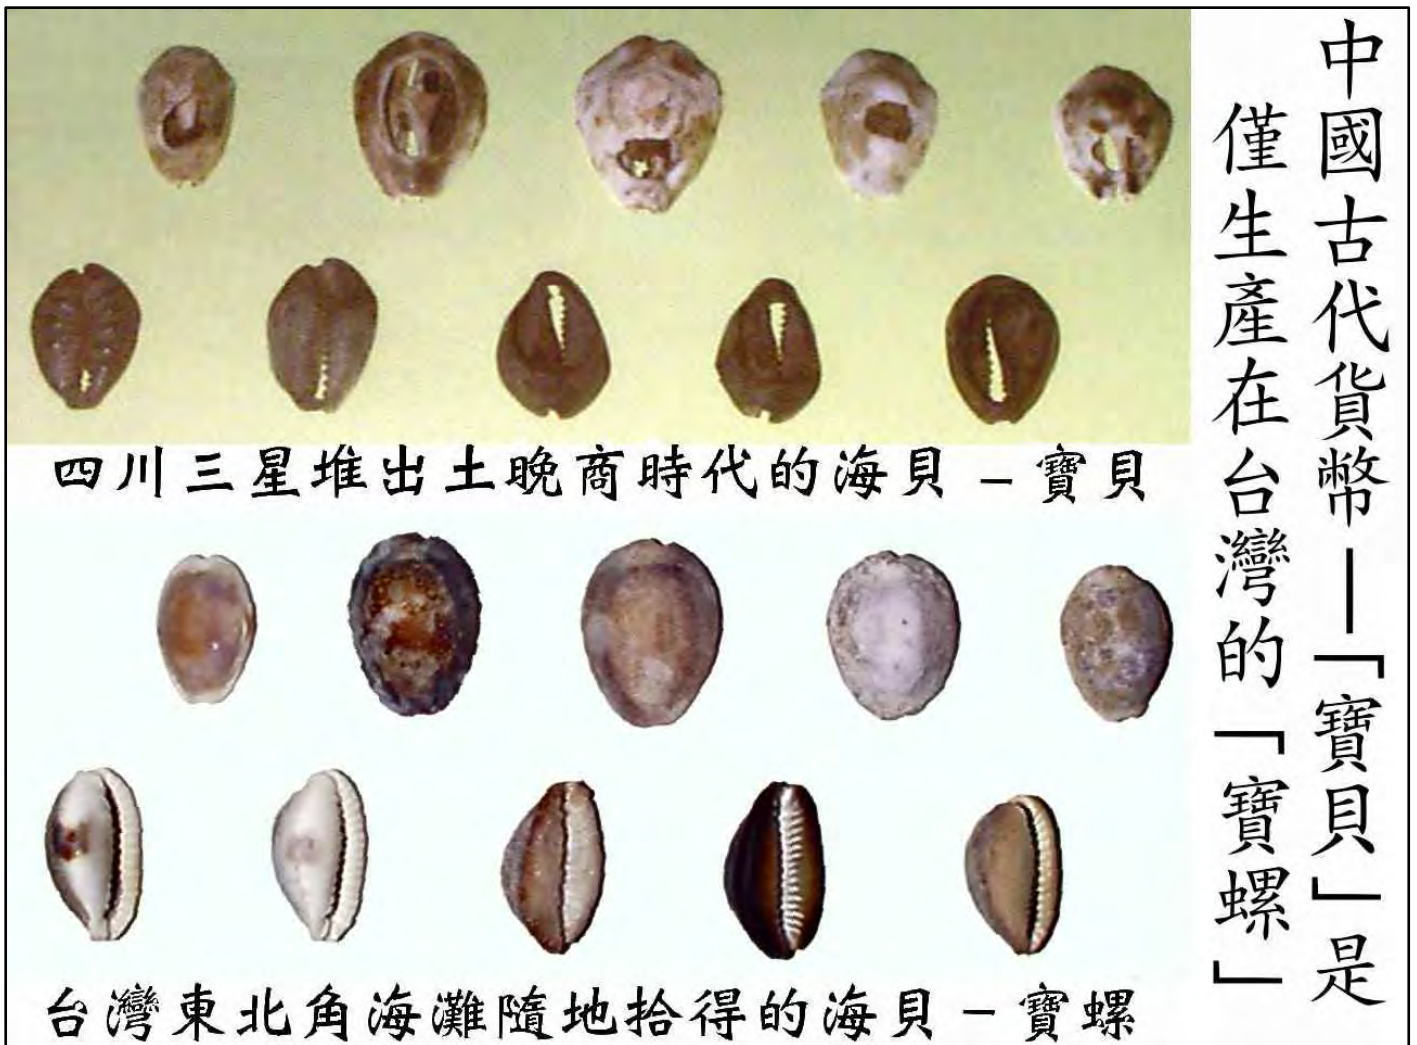 中國古代貨幣—「寶貝」是
僅生產在台灣的「寶螺」
四川三星堆出土晚商時代的海貝－寶貝
台灣東北角海灘隨地拾得的海貝－寶螺